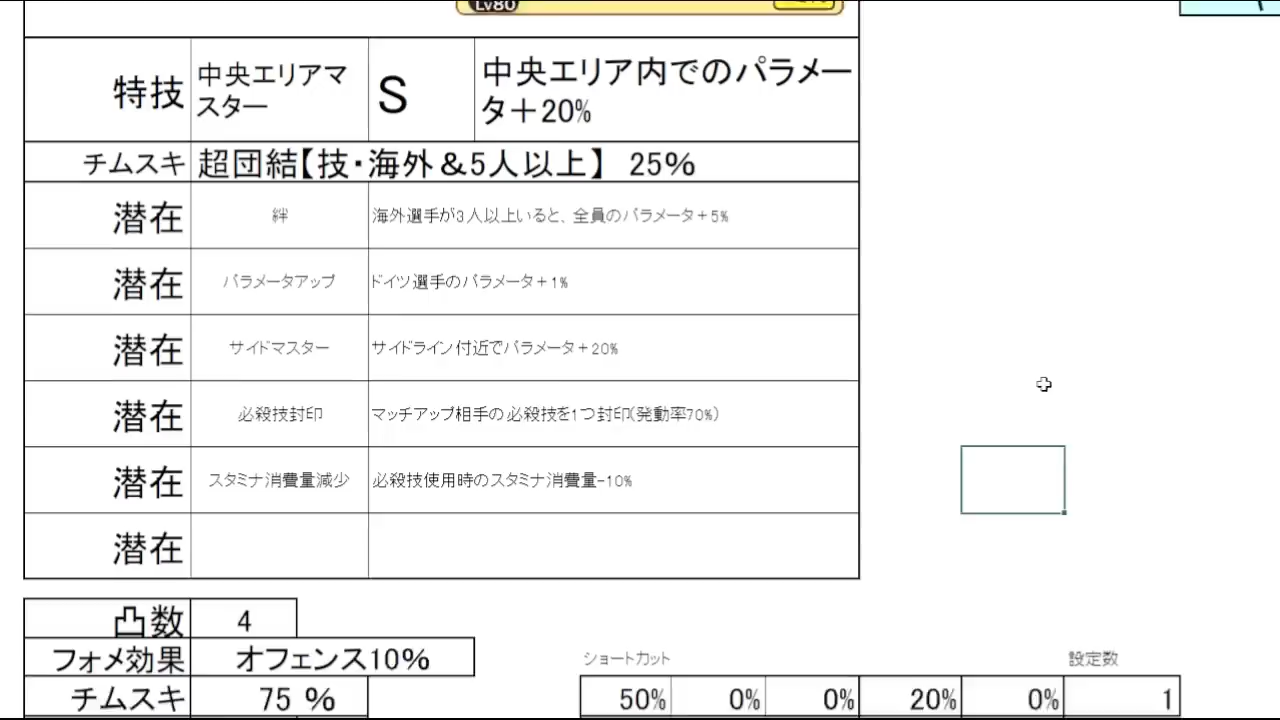 Lv80
特技 中央エリアマスター S 中央エリア内でのパラメータ＋20%
チムスキ 超団結【技・海外＆5人以上】 25%
潜在 絆 海外選手が3人以上いると、全員のパラメータ＋5%
潜在 パラメータアップ ドイツ選手のパラメータ＋1%
潜在 サイドマスター サイドライン付近でパラメータ＋20%
潜在 必殺技封印 マッチアップ相手の必殺技を1つ封印(発動率70%)
潜在 スタミナ消費量減少 必殺技使用時のスタミナ消費量-10%
潜在
凸数 4
フォメ効果 オフェンス10%
ショートカット 設定数
チムスキ 75 % 50% 0% 0% 20% 0% 1